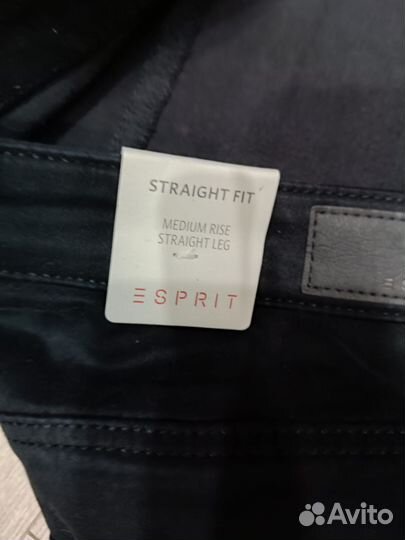 STRAIGHT FIT
MEDIUM RISE
STRAIGHT LEG
ESPRIT
Avito